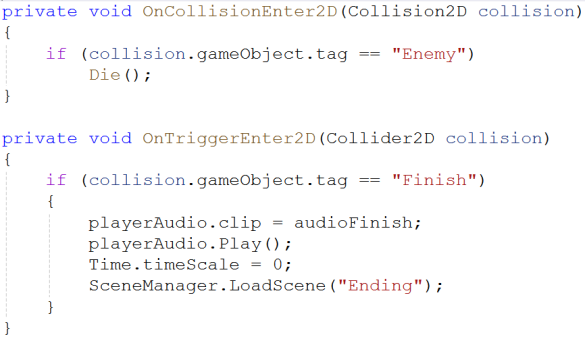 private void OnCollisionEnter2D(Collision2D collision)
{
    if (collision.gameObject.tag == "Enemy")
        Die();
}

private void OnTriggerEnter2D(Collider2D collision)
{
    if (collision.gameObject.tag == "Finish")
    {
        playerAudio.clip = audioFinish;
        playerAudio.Play();
        Time.timeScale = 0;
        SceneManager.LoadScene("Ending");
    }
}